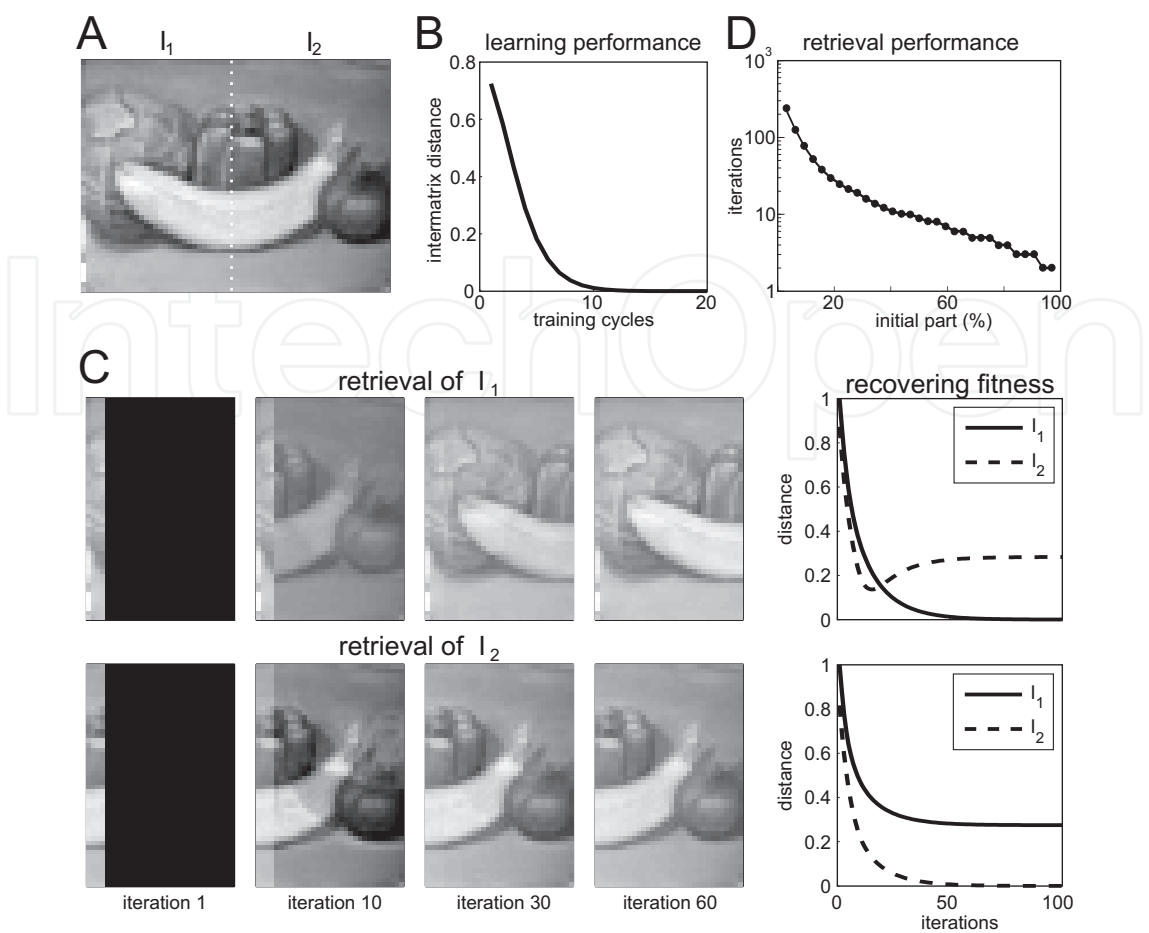 A
I1
I2
B
learning performance
intermatrix distance
0.8
0.6
0.4
0.2
0
0
10
20
training cycles
D
retrieval performance
iterations
10^3
100
10
1
20
60
100
initial part (%)
IntechOpen
C
retrieval of I1
retrieval of I2
iteration 1
iteration 10
iteration 30
iteration 60
recovering fitness
distance
1
0.8
0.6
0.4
0.2
0
I1
I2
distance
1
0.8
0.6
0.4
0.2
0
I1
I2
0
50
100
iterations